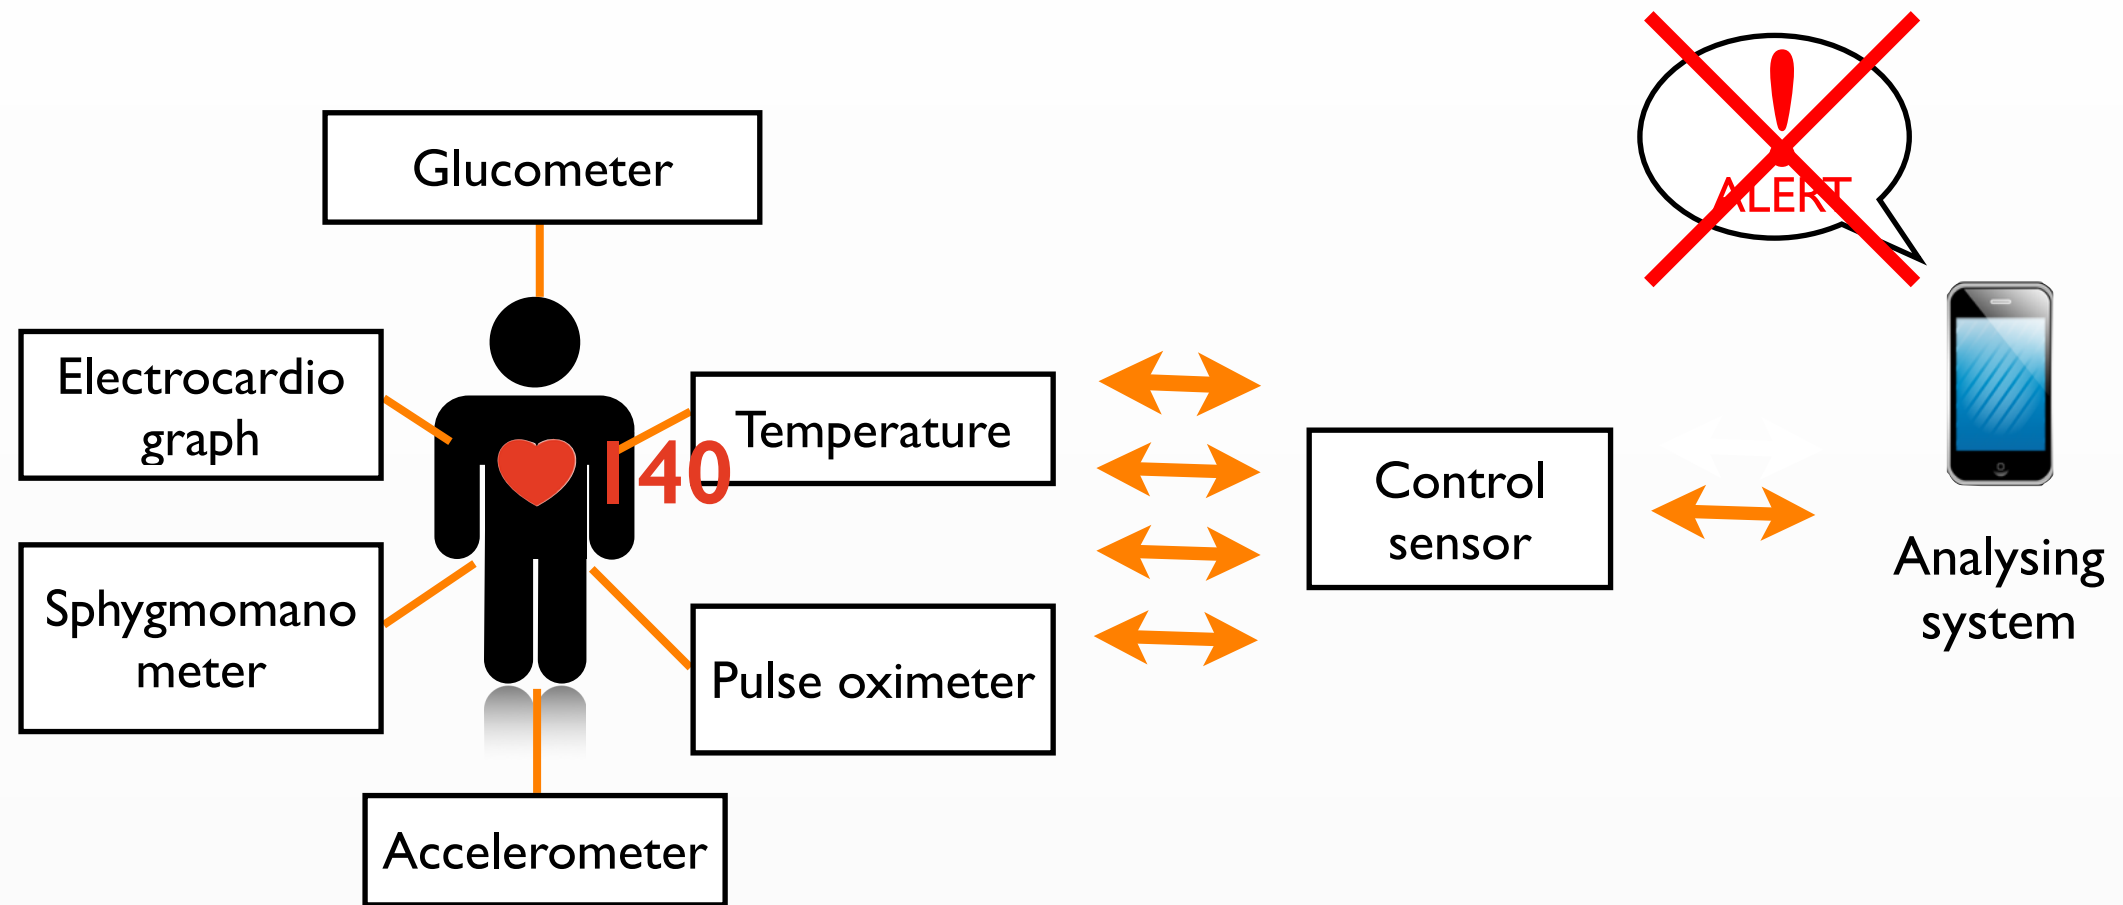 Glucometer
Electrocardio
graph
Sphygmomano
meter
140
Temperature
Pulse oximeter
Accelerometer
Control
sensor
!
ALERT
Analysing
system